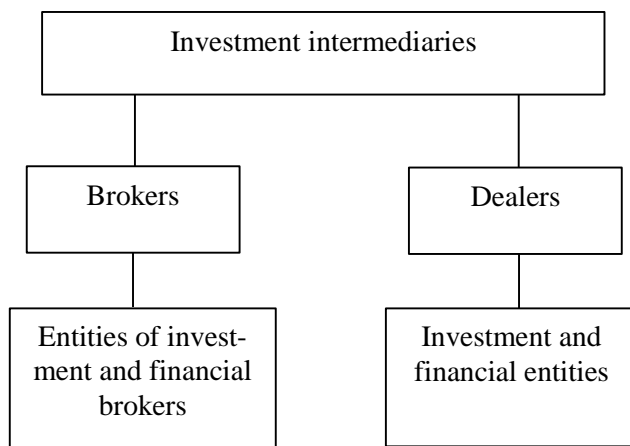 Investment intermediaries
Brokers
Dealers
Entities of invest-
ment and financial
brokers
Investment and
financial entities